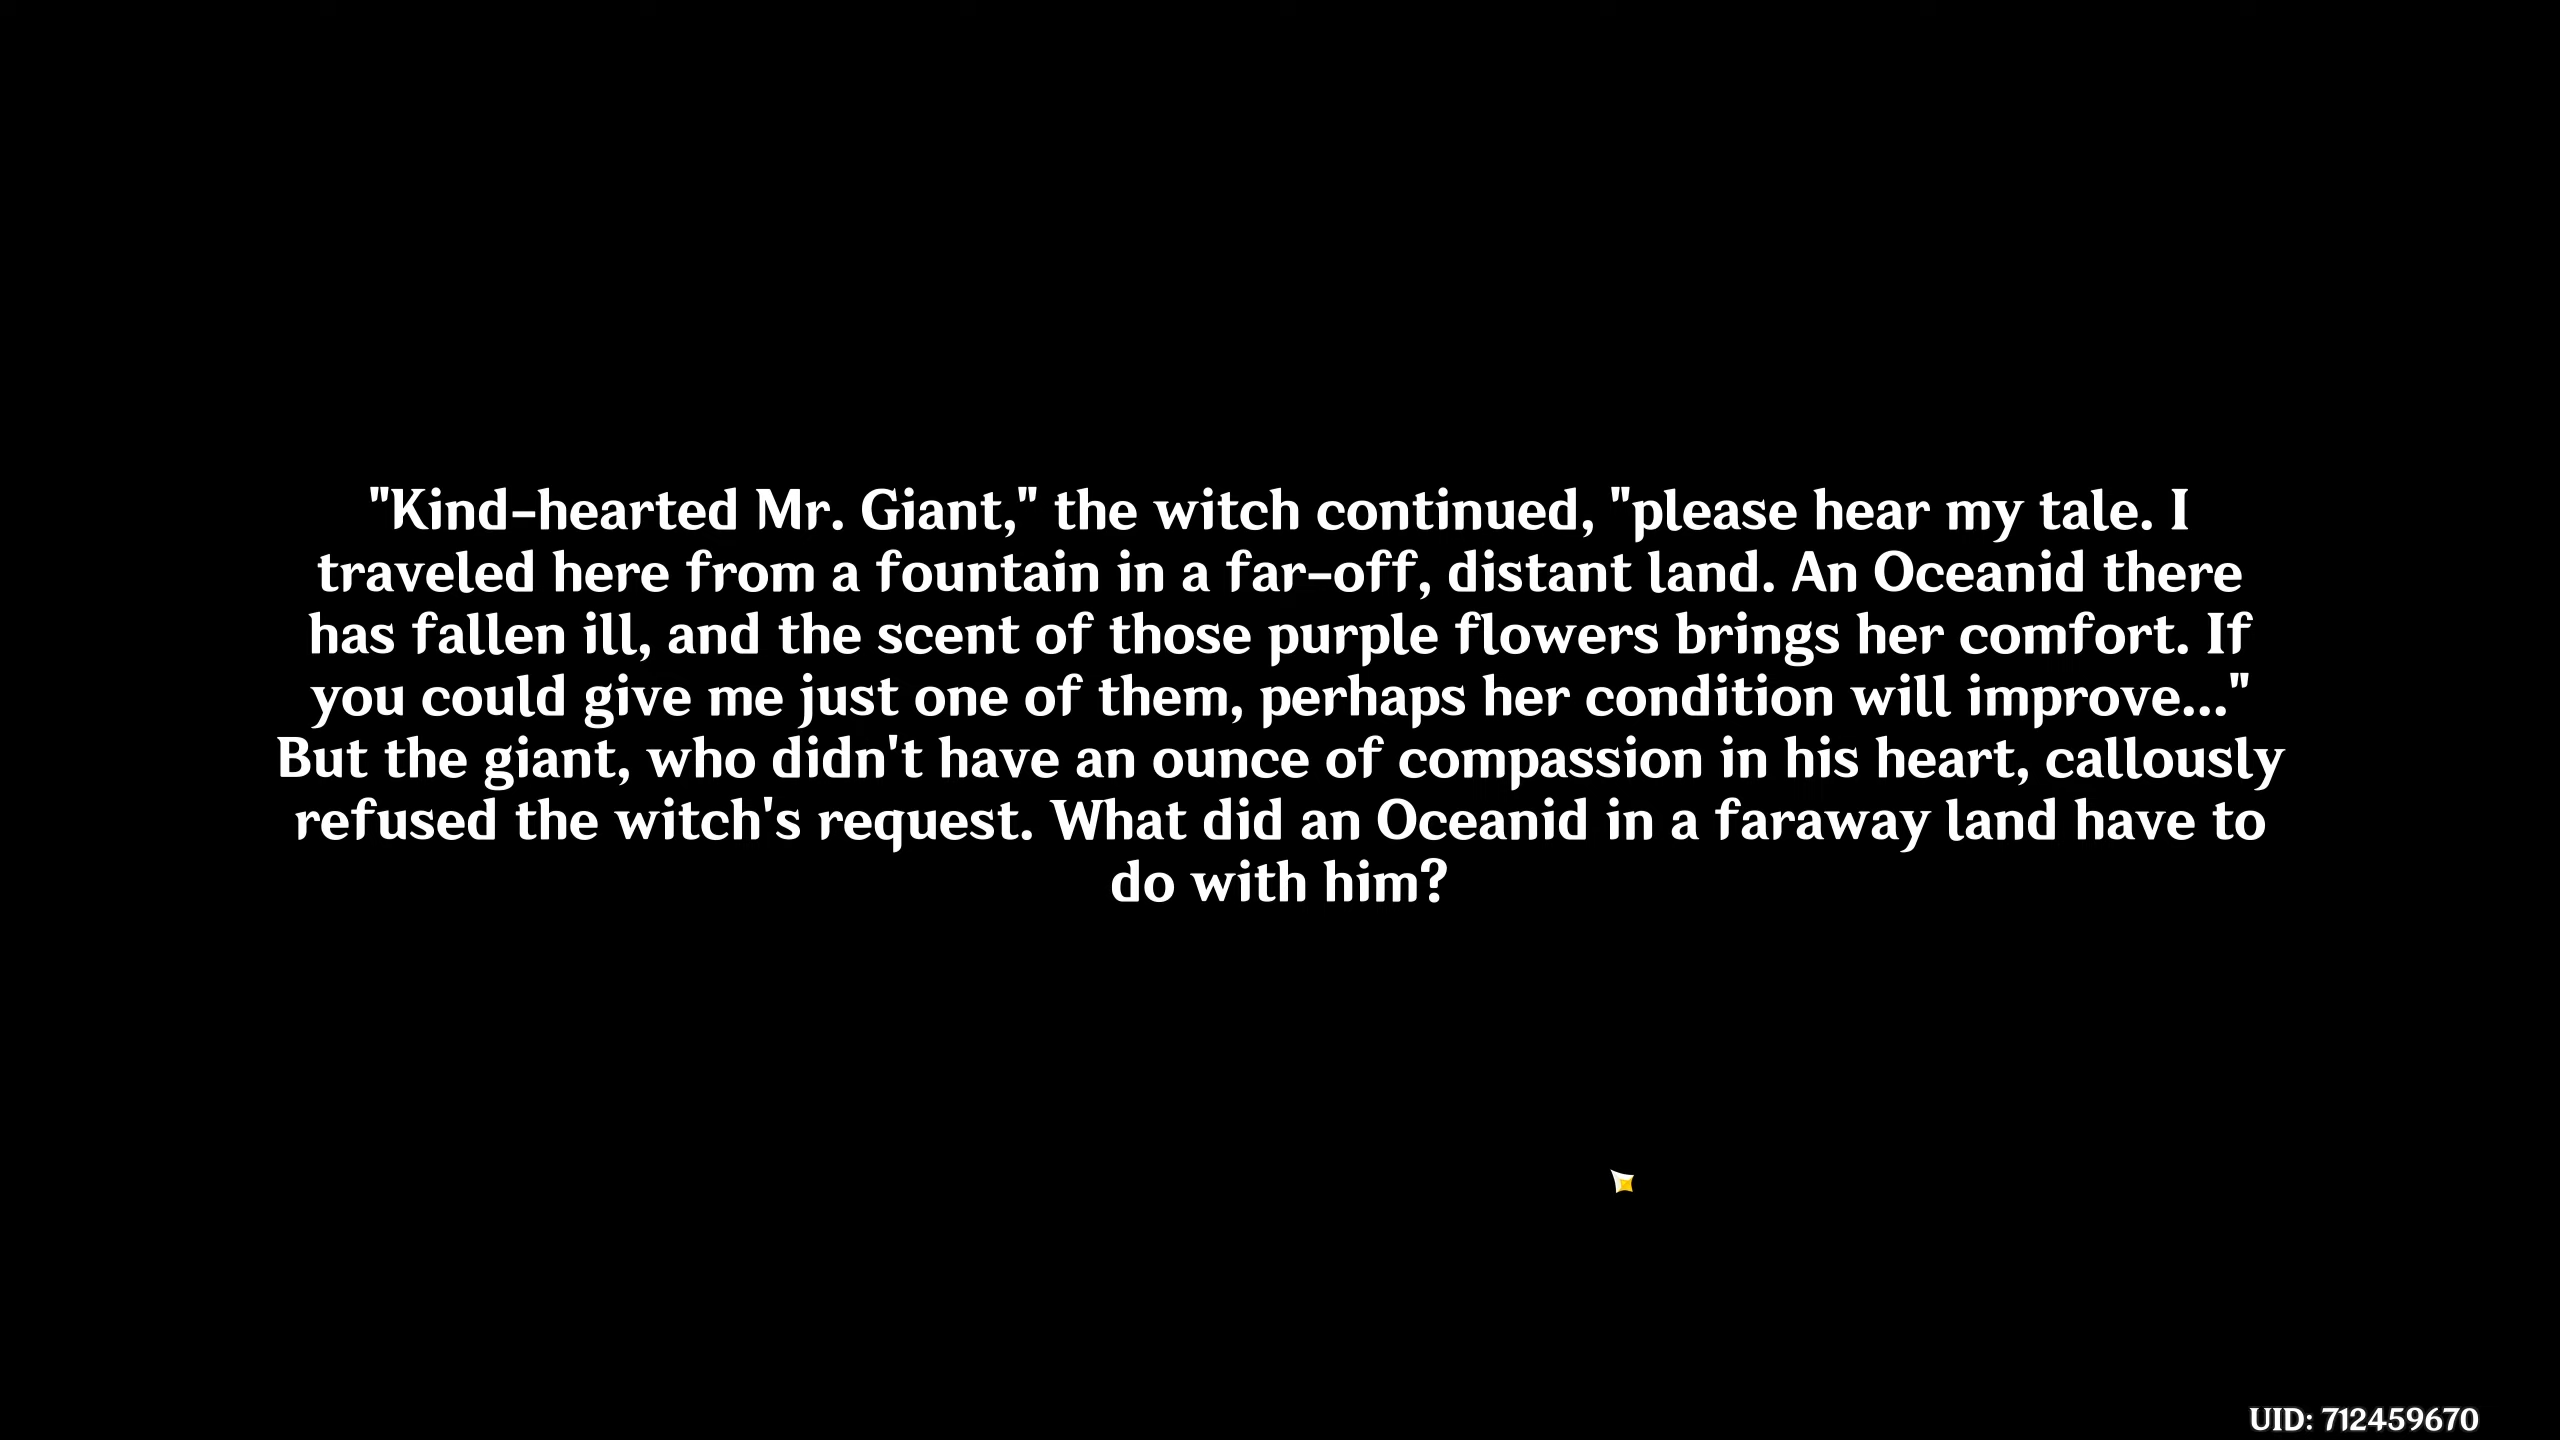 "Kind-hearted Mr. Giant," the witch continued, "please hear my tale. I
traveled here from a fountain in a far-off, distant land. An Oceanid there
has fallen ill, and the scent of those purple flowers brings her comfort. If
you could give me just one of them, perhaps her condition will improve..."
But the giant, who didn't have an ounce of compassion in his heart, callously
refused the witch's request. What did an Oceanid in a faraway land have to
do with him?
UID: 712459670